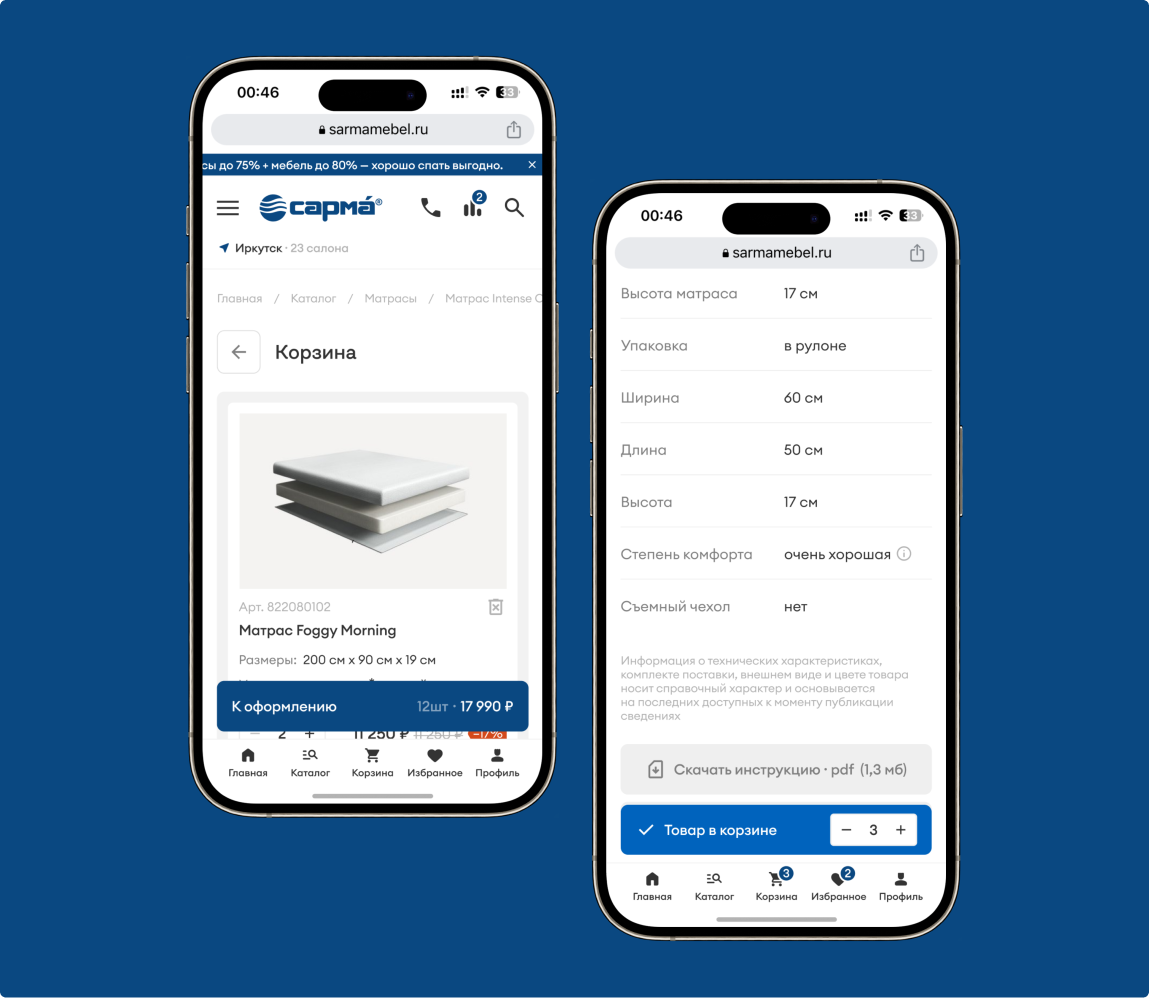 00:46
33
sarmamebel.ru
сы до 75% + мебель до 80% — хорошо спать выгодно.
2
сарма́®
Иркутск · 23 салона
Главная / Каталог / Матрасы / Матрас Intense
Корзина
Арт. 822080102
Матрас Foggy Morning
Размеры: 200 см x 90 см x 19 см
К оформлению 12шт · 17 990 ₽
− 2 + 11 250 ₽ 11 250 ₽ −17%
Главная Каталог Корзина Избранное Профиль
00:46
33
sarmamebel.ru
Высота матраса 17 см
Упаковка в рулоне
Ширина 60 см
Длина 50 см
Высота 17 см
Степень комфорта очень хорошая
Съемный чехол нет
Информация о технических характеристиках,
комплекте поставки, внешнем виде и цвете товара
носит справочный характер и основывается
на последних доступных к моменту публикации
сведениях
Скачать инструкцию · pdf (1,3 мб)
Товар в корзине − 3 +
3 2
Главная Каталог Корзина Избранное Профиль